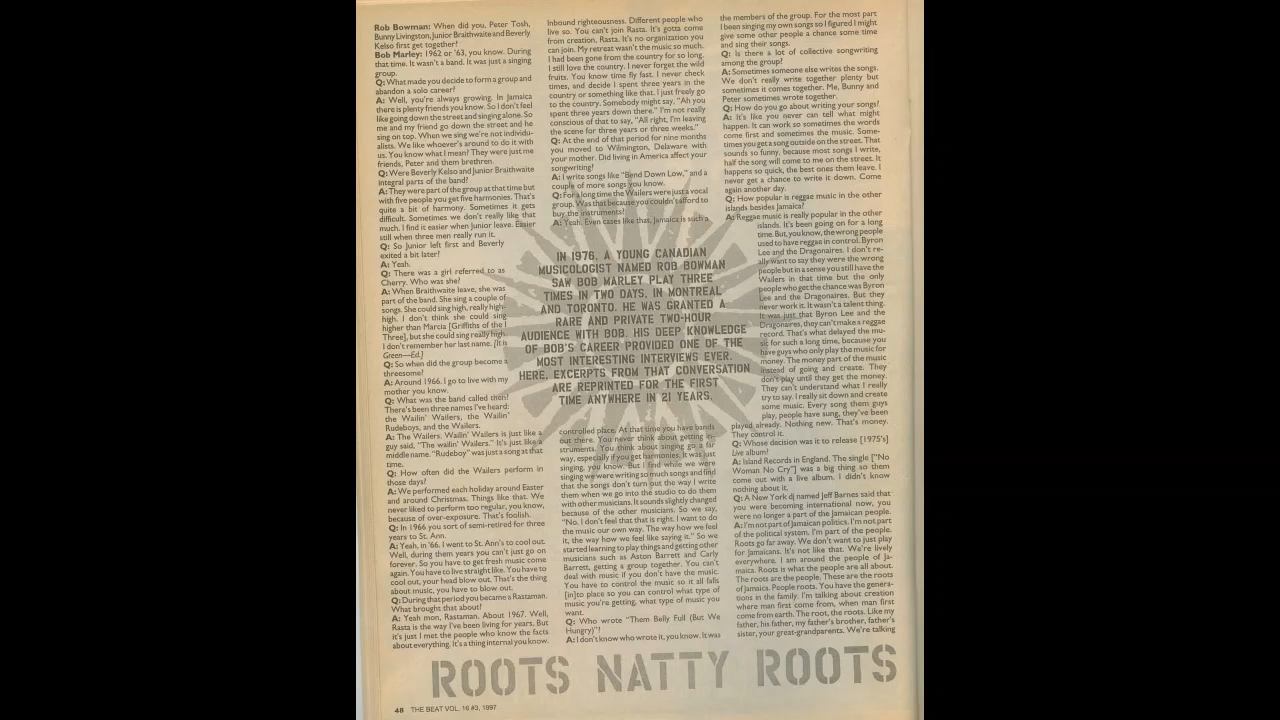 Rob Bowman: When did you, Peter Tosh,
Bunny Livingston, Junior Braithwaite and Beverly
Kelso first get together?
Bob Marley: 1962 or '63, you know. During
that time. It wasn't a band. It was just a singing
group.
Q: What made you decide to form a group and
abandon a solo career?
A: Well, you're always growing. In Jamaica
there is plenty friends you know. So I don't feel
like going down the street and singing alone. So
me and my friend go down the street and he
sing on top. When we sing we're not individu-
alists. We like whoever's around to do it with
us. You know what I mean? They were just me
friends, Peter and them brethren.
Q: Were Beverly Kelso and Junior Braithwaite
integral parts of the band?
A: They were part of the group at that time but
with five people you get five harmonies. That's
quite a bit of harmony. Sometimes it gets
difficult. Sometimes we don't really like that
much. I find it easier when Junior leave. Easier
still when three men really run it.
Q: So Junior left first and Beverly
exited a bit later?
A: Yeah.
Q: There was a girl referred to as
Cherry. Who was she?
A: When Braithwaite leave, she was
part of the band. She sing a couple of
songs. She could sing high, really high-
high. I don't think she could sing
higher than Marcia [Griffiths of the I
Three], but she could sing really high.
I don't remember her last name. [It is
Green—Ed.]
Q: So when did the group become a
threesome?
A: Around 1966. I go to live with my
mother you know.
Q: What was the band called then?
There's been three names I've heard:
the Wailin' Wailers, the Wailin'
Rudeboys, and the Wailers.
A: The Wailers. Wailin' Wailers is just like a
guy said, "The wailin' Wailers." It's just like a
middle name. "Rudeboy" was just a song at that
time.
Q: How often did the Wailers perform in
those days?
A: We performed each holiday around Easter
and around Christmas. Things like that. We
never liked to perform too regular, you know,
because of over-exposure. That's foolish.
Q: In 1966 you sort of semi-retired for three
years to St. Ann.
A: Yeah, in '66. I went to St. Ann's to cool out.
Well, during them years you can't just go on
forever. So you have to get fresh music come
again. You have to live straight like. You have to
cool out, your head blow out. That's the thing
about music, you have to blow out.
Q: During that period you became a Rastaman.
What brought that about?
A: Yeah mon, Rastaman. About 1967. Well,
Rasta is the way I've been living for years. But
it's just I met the people who know the facts
about everything. It's a thing internal you know.
Inbound righteousness. Different people who
live so. You can't join Rasta. It's gotta come
from creation, Rasta. It's no organization you
can join. My retreat wasn't the music so much.
I had been gone from the country for so long.
I still love the country. I never forget the wild
fruits. You know time fly fast. I never check
times, and decide I spent three years in the
country or something like that. I just freely go
to the country. Somebody might say, "Ah you
spent three years down there." I'm not really
conscious of that to say, "All right, I'm leaving
the scene for three years or three weeks."
Q: At the end of that period for nine months
you moved to Wilmington, Delaware with
your mother. Did living in America affect your
songwriting?
A: I write songs like "Bend Down Low," and a
couple of more songs you know.
Q: For a long time the Wailers were just a vocal
group. Was that because you couldn't afford to
buy the instruments?
A: Yeah. Even cases like that, Jamaica is such a
IN 1976, A YOUNG CANADIAN
MUSICOLOGIST NAMED ROB BOWMAN
SAW BOB MARLEY PLAY THREE
TIMES IN TWO DAYS, IN MONTREAL
AND TORONTO. HE WAS GRANTED A
RARE AND PRIVATE TWO-HOUR
AUDIENCE WITH BOB. HIS DEEP KNOWLEDGE
OF BOB'S CAREER PROVIDED ONE OF THE
MOST INTERESTING INTERVIEWS EVER.
HERE, EXCERPTS FROM THAT CONVERSATION
ARE REPRINTED FOR THE FIRST
TIME ANYWHERE IN 21 YEARS.
controlled place. At that time you have bands
out there. You never think about getting in-
struments. You think about singing go a far
way, especially if you get harmonies. It was just
singing, you know. But I find while we were
singing we were writing so much songs and find
that the songs don't turn out the way I write
them when we go into the studio to do them
with other musicians. It sounds slightly changed
because of the other musicians. So we say,
"No. I don't feel that that is right. I want to do
the music our own way. The way how we feel
it, the way how we feel like saying it." So we
started learning to play things and getting other
musicians such as Aston Barrett and Carly
Barrett, getting a group together. You can't
deal with music if you don't have the music.
You have to control the music so it all falls
[in]to place so you can control what type of
music you're getting, what type of music you
want.
Q: Who wrote "Them Belly Full (But We
Hungry)"?
A: I don't know who wrote it, you know. It was
the members of the group. For the most part
I been singing my own songs so I figured I might
give some other people a chance some time
and sing their songs.
Q: Is there a lot of collective songwriting
among the group?
A: Sometimes someone else writes the songs.
We don't really write together plenty but
sometimes it comes together. Me, Bunny and
Peter sometimes wrote together.
Q: How do you go about writing your songs?
A: It's like you never can tell what might
happen. It can work so sometimes the words
come first and sometimes the music. Some-
times you get a song outside on the street. That
sounds so funny, because most songs I write,
half the song will come to me on the street. It
happens so quick, the best ones them leave. I
never get a chance to write it down. Come
again another day.
Q: How popular is reggae music in the other
islands besides Jamaica?
A: Reggae music is really popular in the other
islands. It's been going on for a long
time. But, you know, the wrong people
used to have reggae in control. Byron
Lee and the Dragonaires. I don't re-
ally want to say they were the wrong
people but in a sense you still have the
Wailers in that time but the only
people who get the chance was Byron
Lee and the Dragonaires. But they
never work it. It wasn't a talent thing.
It was just that Byron Lee and the
Dragonaires, they can't make a reggae
record. That's what delayed the mu-
sic for such a long time, because you
have guys who only play the music for
money. The money part of the music
instead of going and create. They
don't play until they get the money.
They can't understand what I really
try to say. I really sit down and create
some music. Every song them guys
play, people have sung, they've been
played already. Nothing new. That's money.
They control it.
Q: Whose decision was it to release [1975's]
Live album?
A: Island Records in England. The single ["No
Woman No Cry"] was a big thing so them
come out with a live album. I didn't know
nothing about it.
Q: A New York dj named Jeff Barnes said that
you were becoming international now, you
were no longer a part of the Jamaican people.
A: I'm not part of Jamaican politics. I'm not part
of the political system. I'm part of the people.
Roots go far away. We don't want to just play
for Jamaicans. It's not like that. We're lively
everywhere. I am around the people of Ja-
maica. Roots is what the people are all about.
The roots are the people. These are the roots
of Jamaica. People roots. You have the genera-
tions in the family. I'm talking about creation
where man first come from, when man first
come from earth. The root, the roots. Like my
father, his father, my father's brother, father's
sister, your great-grandparents. We're talking
ROOTS NATTY ROOTS
48 THE BEAT VOL. 16 #3, 1997